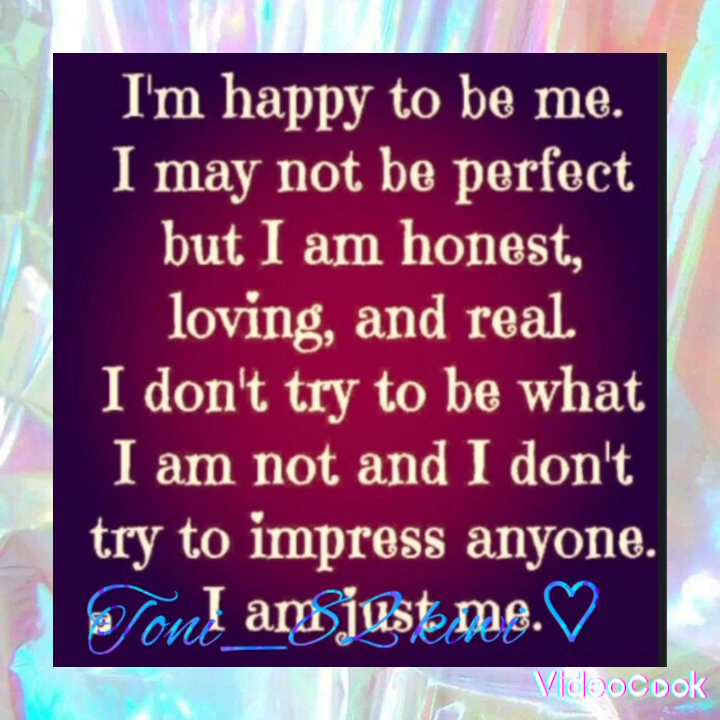 I'm happy to be me.
I may not be perfect
but I am honest,
loving, and real.
I don't try to be what
I am not and I don't
try to impress anyone.
I am just me.
Toni_82 kini
VideoCook